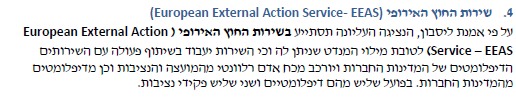 4. שירות החוץ האירופי (European External Action Service- EEAS)
על פי אמנת ליסבון, הנציגה העליונה תסתייע בשירות החוץ האירופי (European External Action
Service – EEAS) לטובת מילוי המנדט שניתן לה וכי השירות יעבוד בשיתוף פעולה עם השירותים
הדיפלומטים של המדינות החברות ויורכב מכח אדם רלוונטי מהמועצה והנציבות וכן מדיפלומטים
מהמדינות החברות. בפועל שליש מהם דיפלומטיים ושני שליש פקידי נציבות.